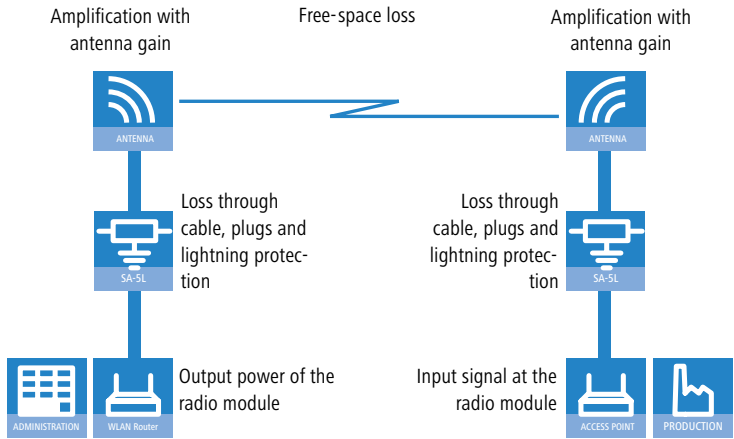 Amplification with
antenna gain
Free-space loss
Amplification with
antenna gain
ANTENNA
ANTENNA
Loss through
cable, plugs and
lightning protec-
tion
Loss through
cable, plugs and
lightning protec-
tion
SA-5L
SA-5L
Output power of the
radio module
Input signal at the
radio module
ADMINISTRATION
WLAN Router
ACCESS POINT
PRODUCTION